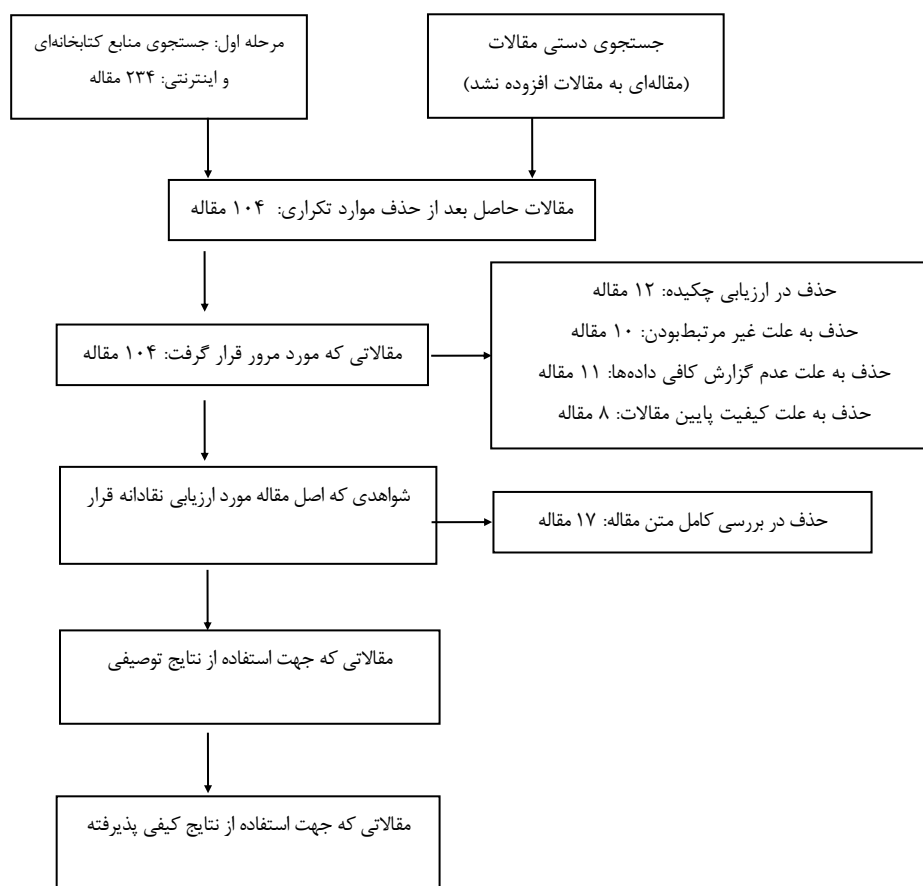 مرحله اول: جستجوی منابع کتابخانه‌ای
و اینترنتی: ۲۳۴ مقاله
جستجوی دستی مقالات
(مقاله‌ای به مقالات افزوده نشد)
مقالات حاصل بعد از حذف موارد تکراری: ۱۰۴ مقاله
مقالاتی که مورد مرور قرار گرفت: ۱۰۴ مقاله
حذف در ارزیابی چکیده: ۱۲ مقاله
حذف به علت غیر مرتبط‌بودن: ۱۰ مقاله
حذف به علت عدم گزارش کافی داده‌ها: ۱۱ مقاله
حذف به علت کیفیت پایین مقالات: ۸ مقاله
شواهدی که اصل مقاله مورد ارزیابی نقادانه قرار
حذف در بررسی کامل متن مقاله: ۱۷ مقاله
مقالاتی که جهت استفاده از نتایج توصیفی
مقالاتی که جهت استفاده از نتایج کیفی پذیرفته